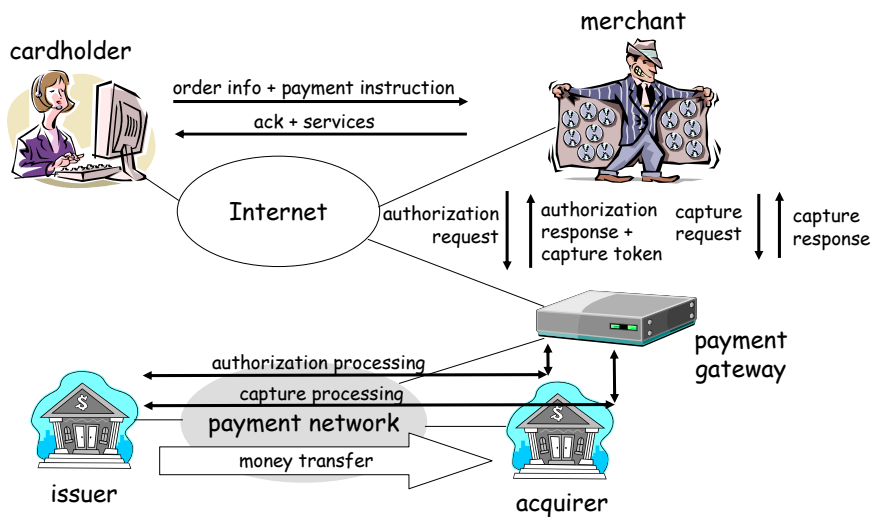 merchant
cardholder
order info + payment instruction
ack + services
Internet
authorization
request
authorization
response +
capture token
capture
request
capture
response
payment
gateway
authorization processing
capture processing
$
$
payment network
money transfer
issuer
acquirer